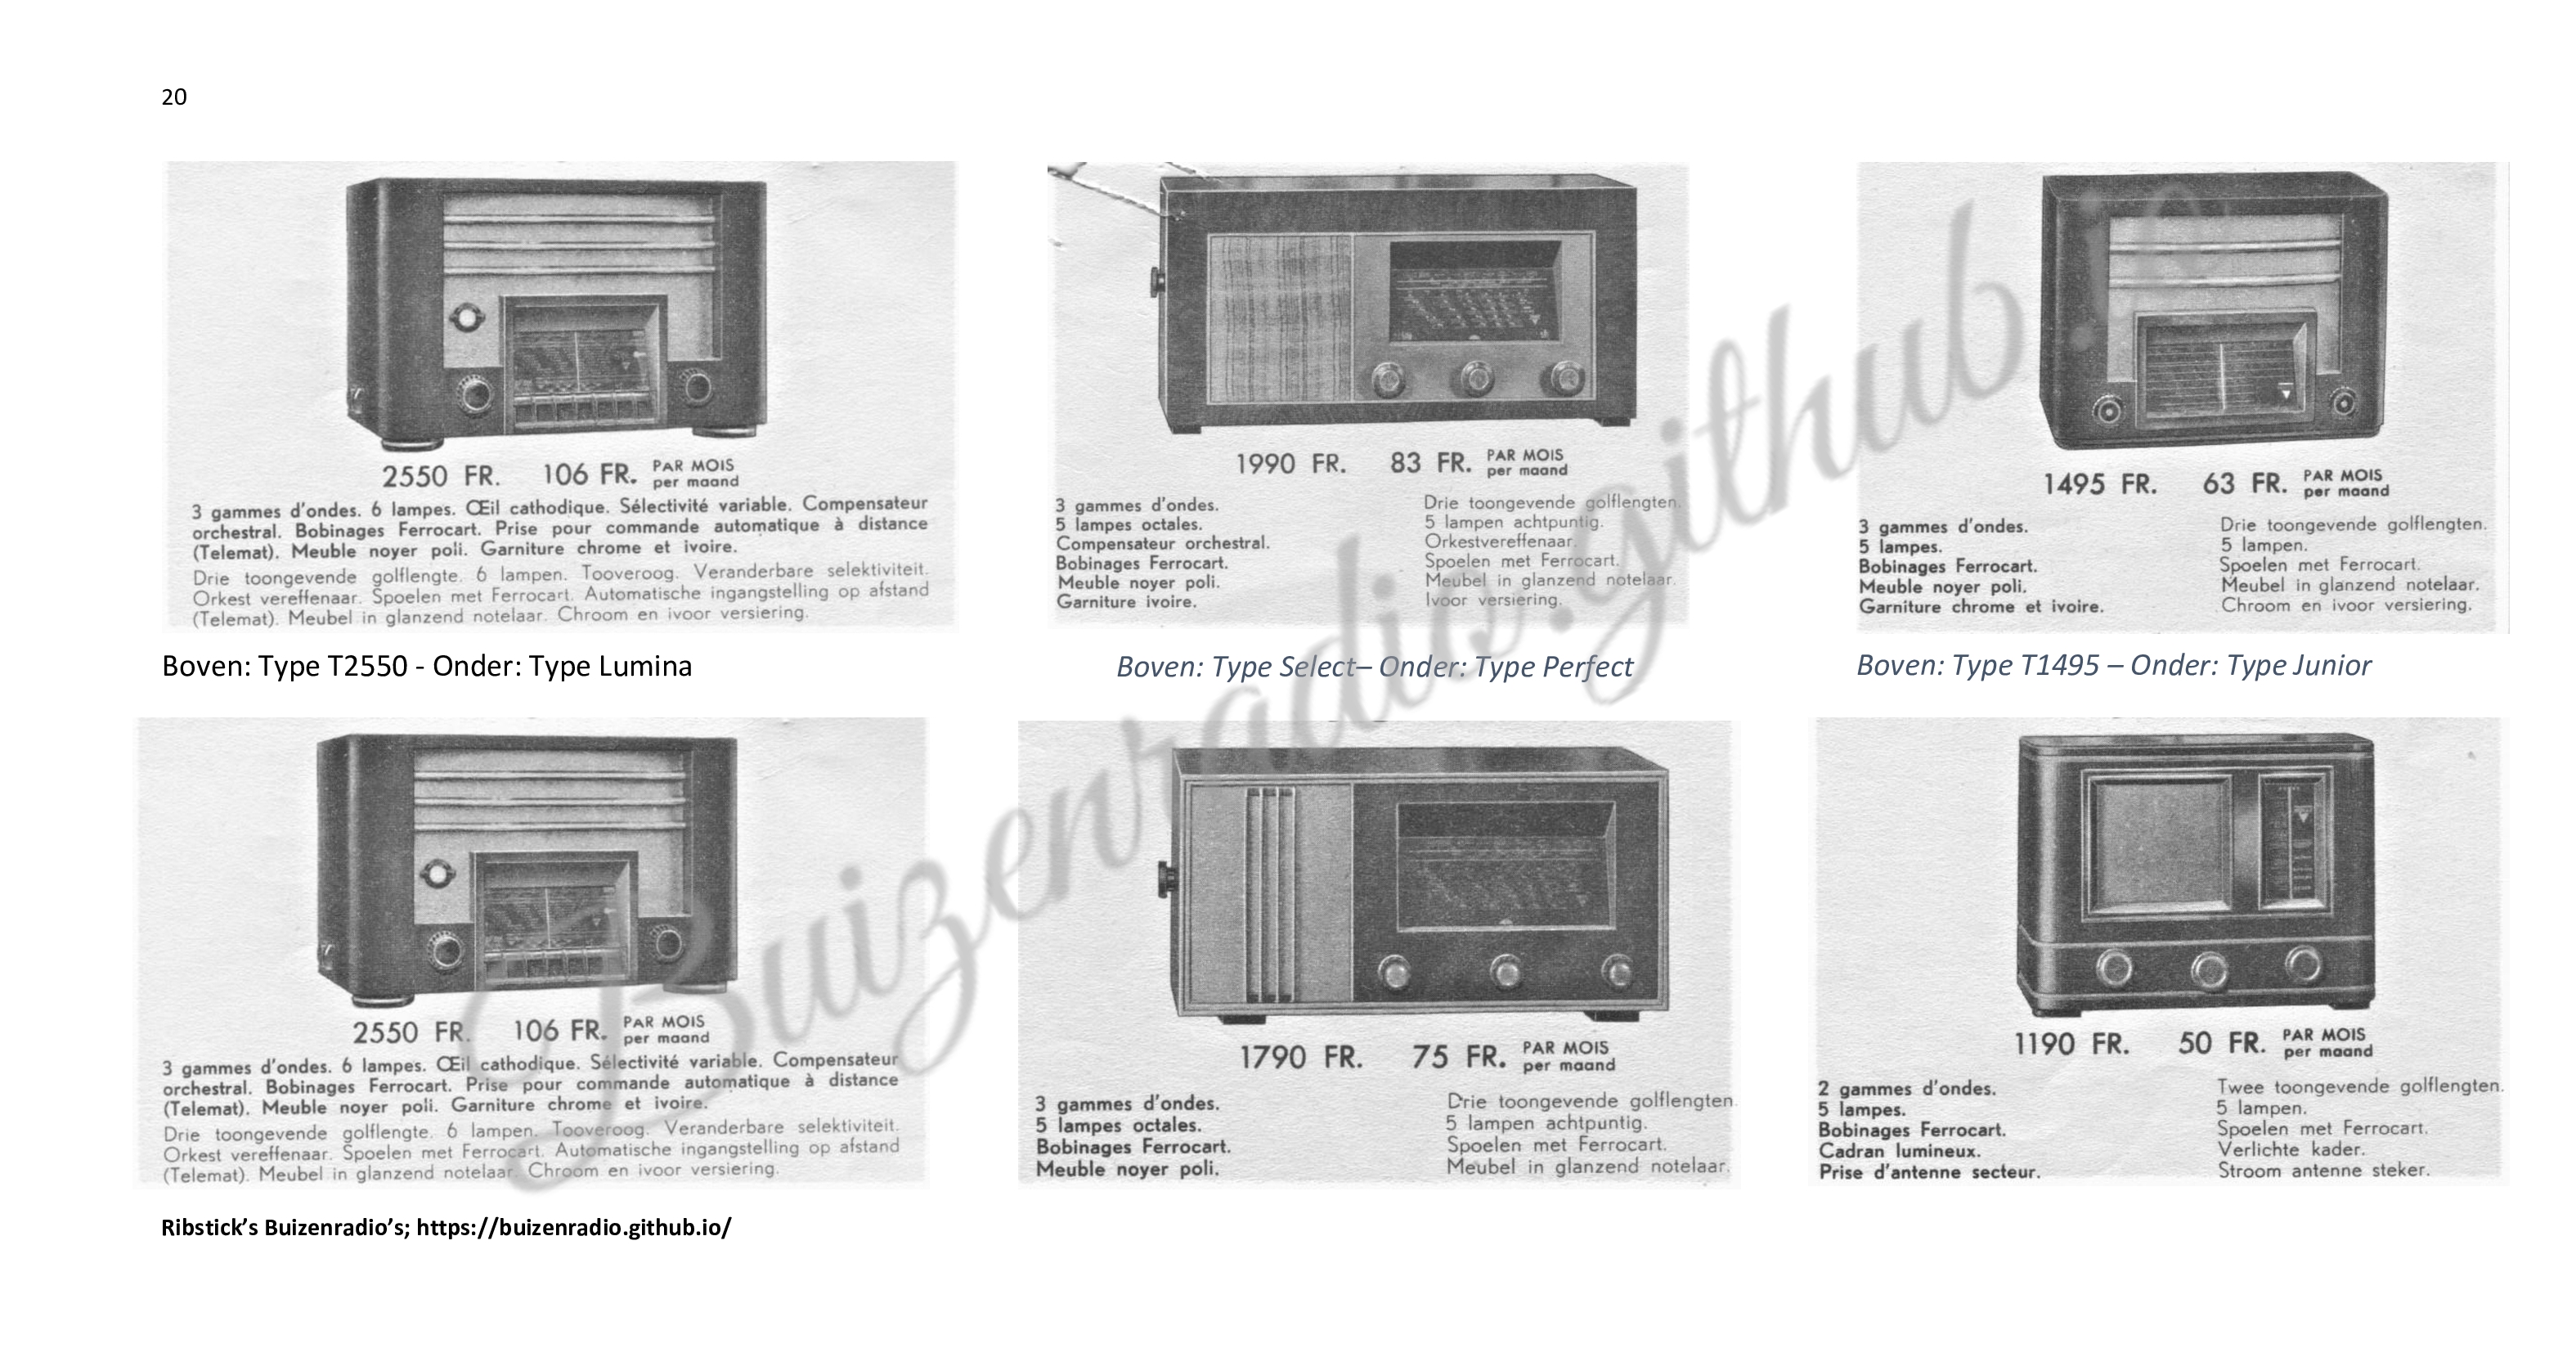 20
2550 FR. 106 FR. PAR MOIS
per maand
3 gammes d'ondes. 6 lampes. Œil cathodique. Sélectivité variable. Compensateur
orchestral. Bobinages Ferrocart. Prise pour commande automatique à distance
(Telemat). Meuble noyer poli. Garniture chrome et ivoire.
Drie toongevende golflengte. 6 lampen. Tooveroog. Veranderbare selektiviteit.
Orkest vereffenaar. Spoelen met Ferrocart. Automatische ingangstelling op afstand
(Telemat). Meubel in glanzend notelaar. Chroom en ivoor versiering.
1990 FR. 83 FR. PAR MOIS
per maand
3 gammes d'ondes.
5 lampes octales.
Compensateur orchestral.
Bobinages Ferrocart.
Meuble noyer poli.
Garniture ivoire.
Drie toongevende golflengten.
5 lampen achtpuntig.
Orkestvereffenaar.
Spoelen met Ferrocart.
Meubel in glanzend notelaar.
Ivoor versiering.
1495 FR. 63 FR. PAR MOIS
per maand
3 gammes d'ondes.
5 lampes.
Bobinages Ferrocart.
Meuble noyer poli.
Garniture chrome et ivoire.
Drie toongevende golflengten.
5 lampen.
Spoelen met Ferrocart.
Meubel in glanzend notelaar.
Chroom en ivoor versiering.
Boven: Type T2550 - Onder: Type Lumina
Boven: Type Select– Onder: Type Perfect
Boven: Type T1495 – Onder: Type Junior
2550 FR. 106 FR. PAR MOIS
per maand
3 gammes d'ondes. 6 lampes. Œil cathodique. Sélectivité variable. Compensateur
orchestral. Bobinages Ferrocart. Prise pour commande automatique à distance
(Telemat). Meuble noyer poli. Garniture chrome et ivoire.
Drie toongevende golflengte. 6 lampen. Tooveroog. Veranderbare selektiviteit.
Orkest vereffenaar. Spoelen met Ferrocart. Automatische ingangstelling op afstand
(Telemat). Meubel in glanzend notelaar. Chroom en ivoor versiering.
1790 FR. 75 FR. PAR MOIS
per maand
3 gammes d'ondes.
5 lampes octales.
Bobinages Ferrocart.
Meuble noyer poli.
Drie toongevende golflengten
5 lampen achtpuntig.
Spoelen met Ferrocart.
Meubel in glanzend notelaar.
1190 FR. 50 FR. PAR MOIS
per maand
2 gammes d'ondes.
5 lampes.
Bobinages Ferrocart.
Cadran lumineux.
Prise d'antenne secteur.
Twee toongevende golflengten.
5 lampen.
Spoelen met Ferrocart.
Verlichte kader.
Stroom antenne steker.
Buizenradio.github.io
Ribstick’s Buizenradio’s; https://buizenradio.github.io/